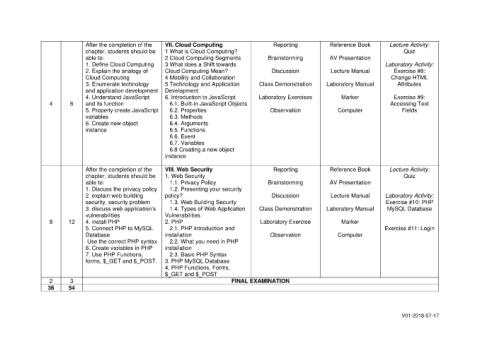 After the completion of the
chapter, students should be
able to:
1. Define Cloud Computing
2. Explain the analogy of
Cloud Computing
3. Enumerate technology
and application development
4. Understand JavaScript
and its function
5. Properly create JavaScript
variables
6. Create new object
instance
4
6
VII. Cloud Computing
1 What is Cloud Computing?
2 Cloud Computing Segments
3 What does a Shift towards
Cloud Computing Mean?
4 Mobility and Collaboration
5 Technology and Application
Development
6. Introduction to JavaScript
6.1. Built-in JavaScript Objects
6.2. Properties
6.3. Methods
6.4. Arguments
6.5. Functions
6.6. Event
6.7. Variables
6.8 Creating a new object
instance
Reporting
Brainstorming
Discussion
Class Demonstration
Laboratory Exercises
Observation
Reference Book
AV Presentation
Lecture Manual
Laboratory Manual
Marker
Computer
Lecture Activity:
Quiz
Laboratory Activity:
Exercise #8:
Change HTML
Attributes
Exercise #9:
Accessing Text
Fields
8
12
After the completion of the
chapter, students should be
able to:
1. Discuss the privacy policy
2. explain web building
security, security problem
3. discuss web application's
vulnerabilities
4. install PHP
5. Connect PHP to MySQL
Database
Use the correct PHP syntax
6. Create variables in PHP
7. Use PHP Functions,
forms, $_GET and $_POST.
VIII. Web Security
1. Web Security
1.1. Privacy Policy
1.2. Presenting your security
policy?
1.3. Web Building Security
1.4. Types of Web Application
Vulnerabilities
2. PHP
2.1. PHP introduction and
installation
2.2. What you need in PHP
installation
2.3. Basic PHP Syntax
3. PHP MySQL Database
4. PHP Functions, Forms,
$_GET and $_POST
Reporting
Brainstorming
Discussion
Class Demonstration
Laboratory Exercise
Observation
Reference Book
AV Presentation
Lecture Manual
Laboratory Manual
Marker
Computer
Lecture Activity:
Quiz
Laboratory Activity:
Exercise #10: PHP
MySQL Database
Exercise #11: Login
2
3
FINAL EXAMINATION
36
54
V01-2018-07-17